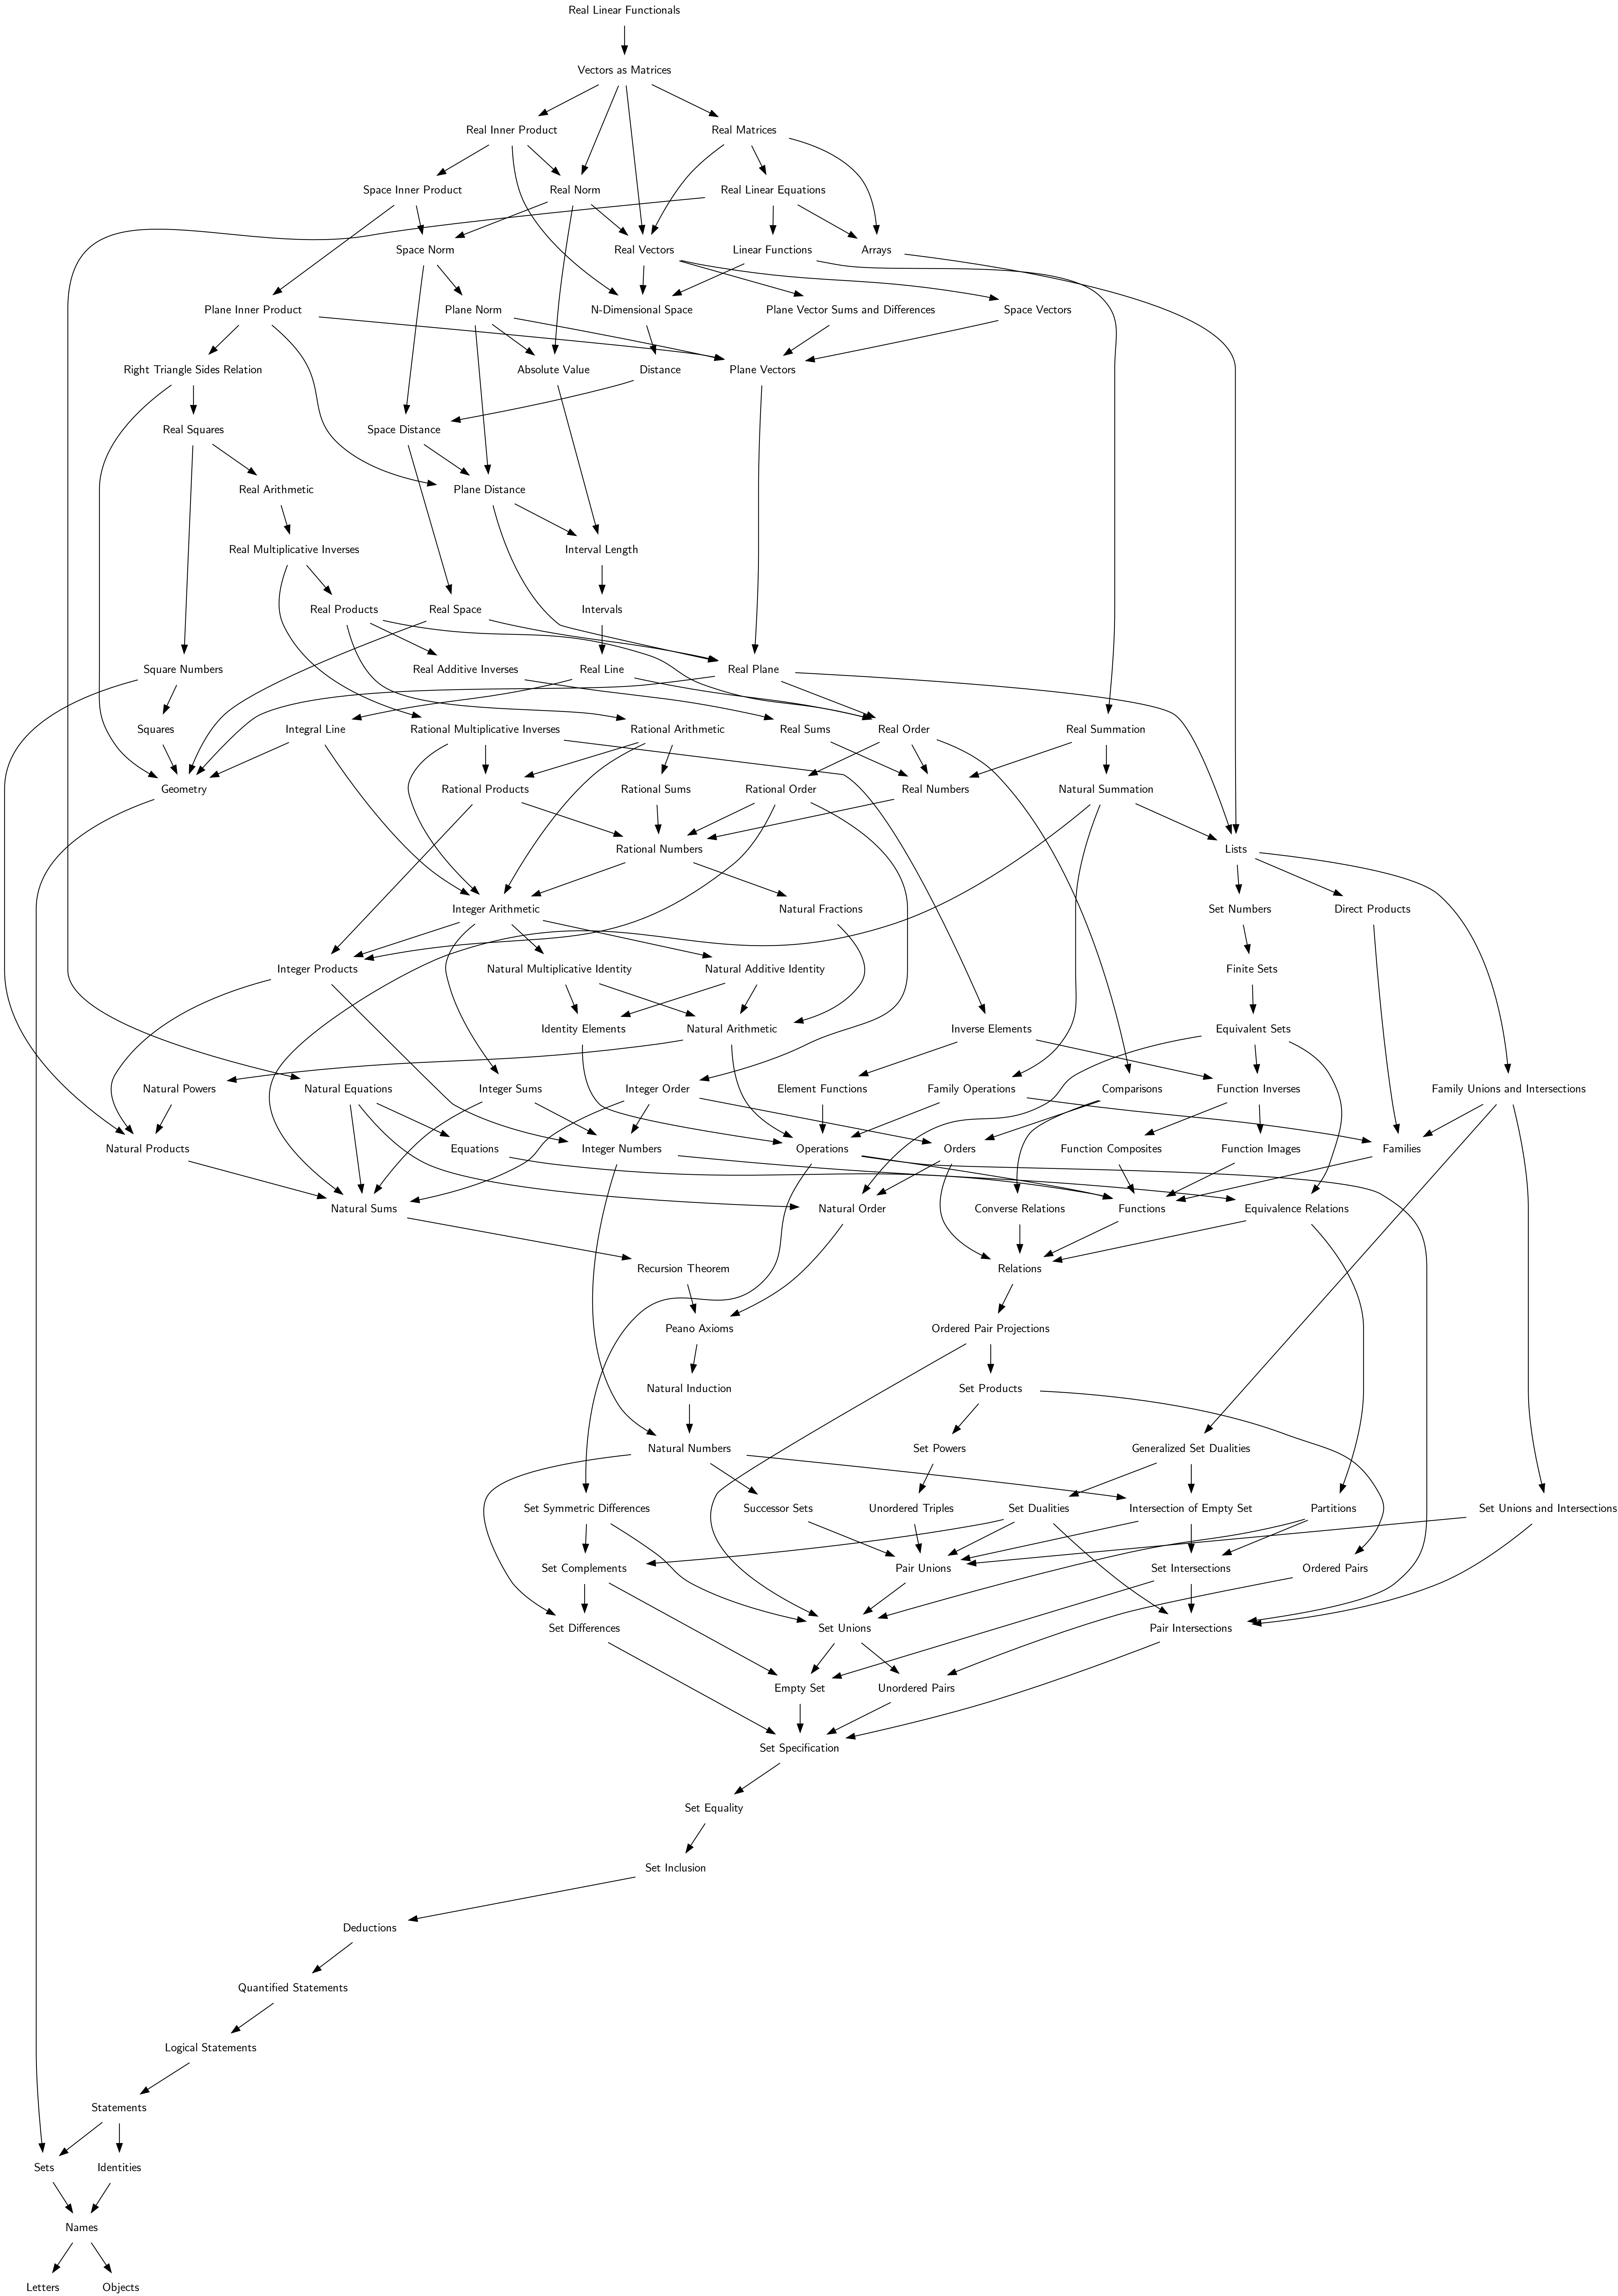 Real Linear Functionals
Vectors as Matrices
Real Inner Product
Real Matrices
Space Inner Product
Real Norm
Real Linear Equations
Space Norm
Real Vectors
Linear Functions
Arrays
Plane Inner Product
Plane Norm
N-Dimensional Space
Plane Vector Sums and Differences
Space Vectors
Right Triangle Sides Relation
Absolute Value
Distance
Plane Vectors
Real Squares
Space Distance
Real Arithmetic
Plane Distance
Real Multiplicative Inverses
Interval Length
Real Products
Real Space
Intervals
Square Numbers
Real Additive Inverses
Real Line
Real Plane
Squares
Integral Line
Rational Multiplicative Inverses
Rational Arithmetic
Real Sums
Real Order
Real Summation
Geometry
Rational Products
Rational Sums
Rational Order
Real Numbers
Natural Summation
Rational Numbers
Lists
Integer Arithmetic
Natural Fractions
Set Numbers
Direct Products
Integer Products
Natural Multiplicative Identity
Natural Additive Identity
Finite Sets
Identity Elements
Natural Arithmetic
Inverse Elements
Equivalent Sets
Natural Powers
Natural Equations
Integer Sums
Integer Order
Element Functions
Family Operations
Comparisons
Function Inverses
Family Unions and Intersections
Natural Products
Equations
Integer Numbers
Operations
Orders
Function Composites
Function Images
Families
Natural Sums
Natural Order
Converse Relations
Functions
Equivalence Relations
Recursion Theorem
Relations
Peano Axioms
Ordered Pair Projections
Natural Induction
Set Products
Natural Numbers
Set Powers
Generalized Set Dualities
Set Symmetric Differences
Successor Sets
Unordered Triples
Set Dualities
Intersection of Empty Set
Partitions
Set Unions and Intersections
Set Complements
Pair Unions
Set Intersections
Ordered Pairs
Set Differences
Set Unions
Pair Intersections
Empty Set
Unordered Pairs
Set Specification
Set Equality
Set Inclusion
Deductions
Quantified Statements
Logical Statements
Statements
Sets
Identities
Names
Letters
Objects